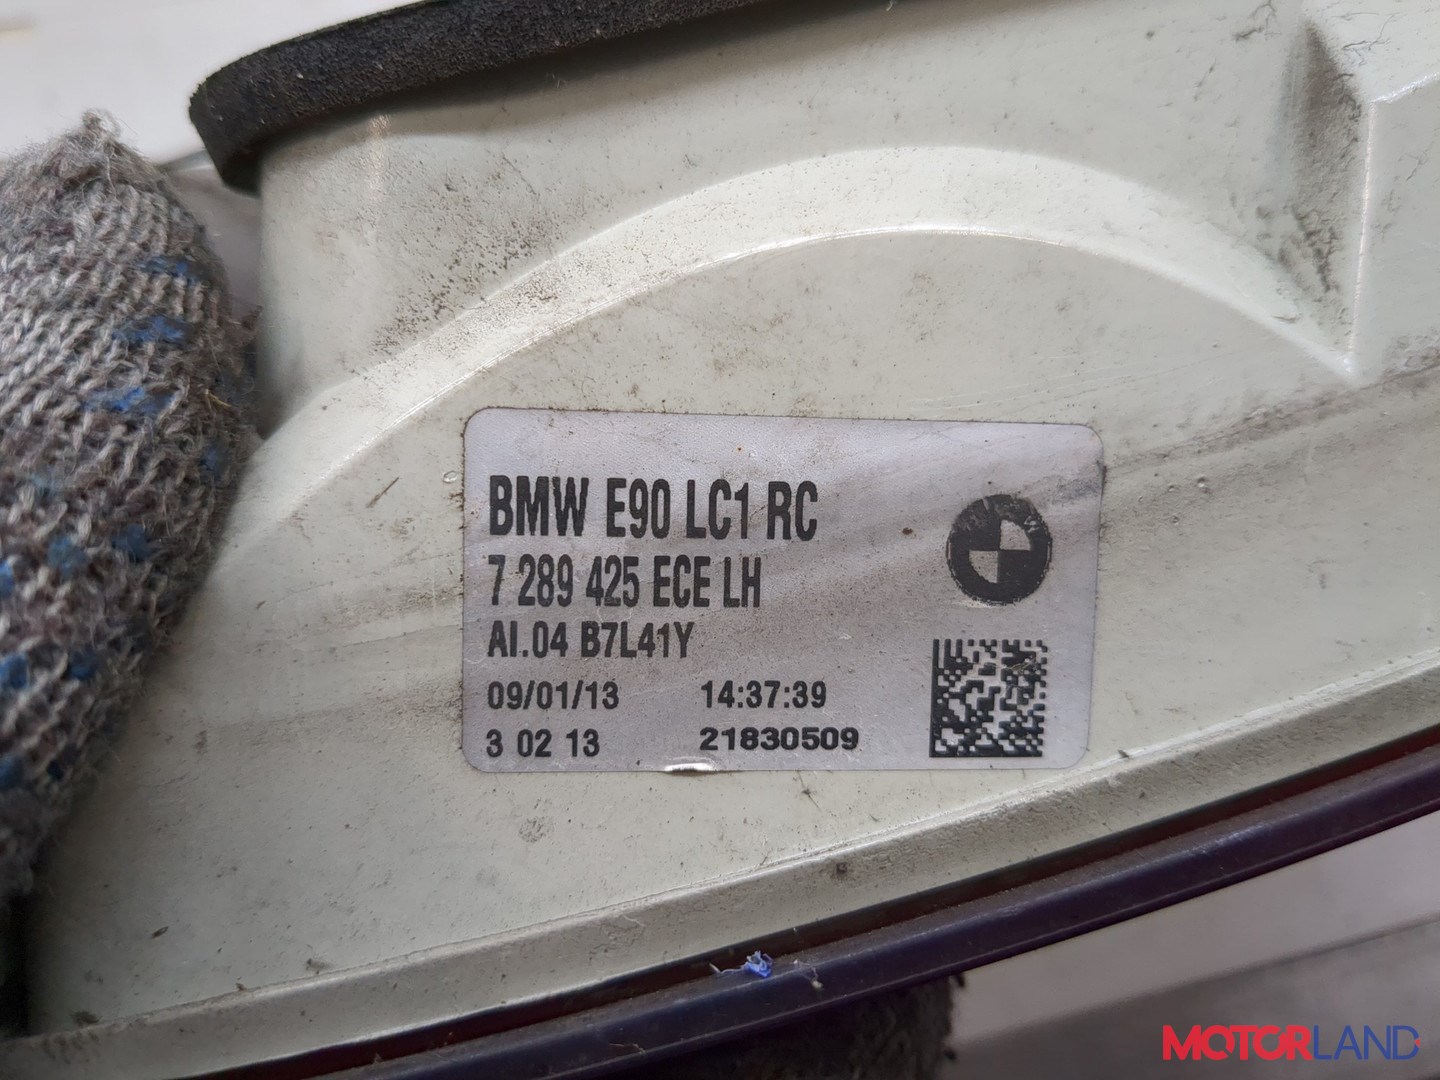 BMW E90 LC1 RC
7 289 425 ECE LH
AI.04 B7L41Y
09/01/13 14:37:39
3 02 13 21830509
MOTORLAND